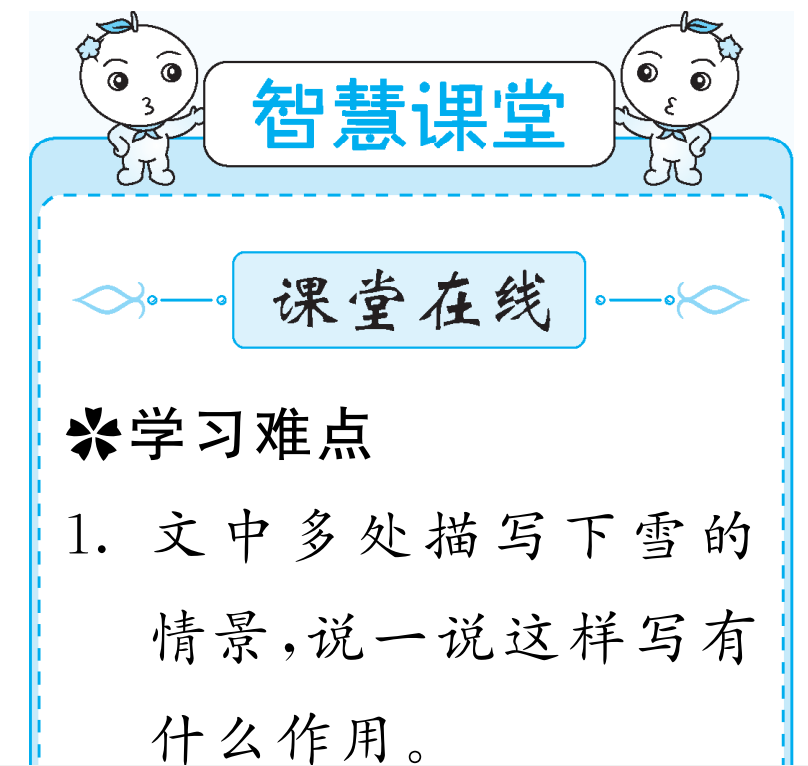 智慧课堂
课堂在线
学习难点
1. 文中多处描写下雪的
情景,说一说这样写有
什么作用。